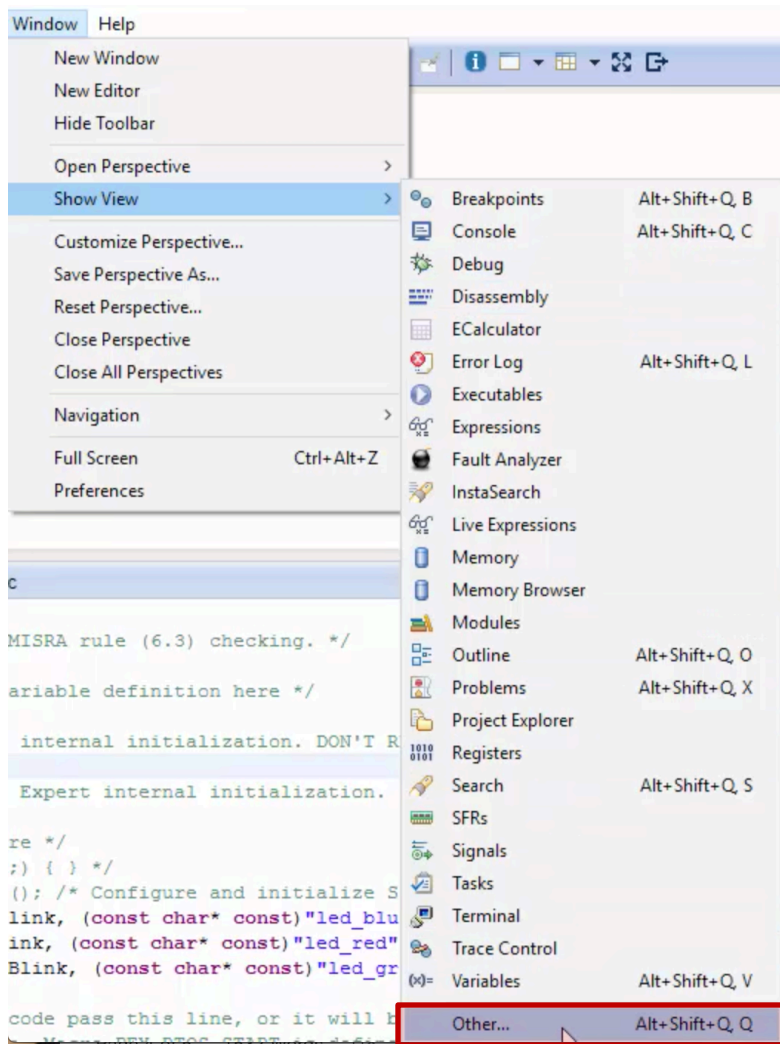 Window Help
New Window
New Editor
Hide Toolbar
Open Perspective >
Show View >
Customize Perspective...
Save Perspective As...
Reset Perspective...
Close Perspective
Close All Perspectives
Navigation >
Full Screen Ctrl+Alt+Z
Preferences
Breakpoints Alt+Shift+Q, B
Console Alt+Shift+Q, C
Debug
Disassembly
ECalculator
Error Log Alt+Shift+Q, L
Executables
Expressions
Fault Analyzer
InstaSearch
Live Expressions
Memory
Memory Browser
Modules
Outline Alt+Shift+Q, O
Problems Alt+Shift+Q, X
Project Explorer
1010
0101 Registers
Search Alt+Shift+Q, S
SFRs
Signals
Tasks
Terminal
Trace Control
(x)= Variables Alt+Shift+Q, V
Other... Alt+Shift+Q, Q
c
MISRA rule (6.3) checking. */
ariable definition here */
internal initialization. DON'T R
Expert internal initialization.
re */
;) { } */
(); /* Configure and initialize S
link, (const char* const)"led_blu
ink, (const char* const)"led_red"
Blink, (const char* const)"led_gr
code pass this line, or it will b